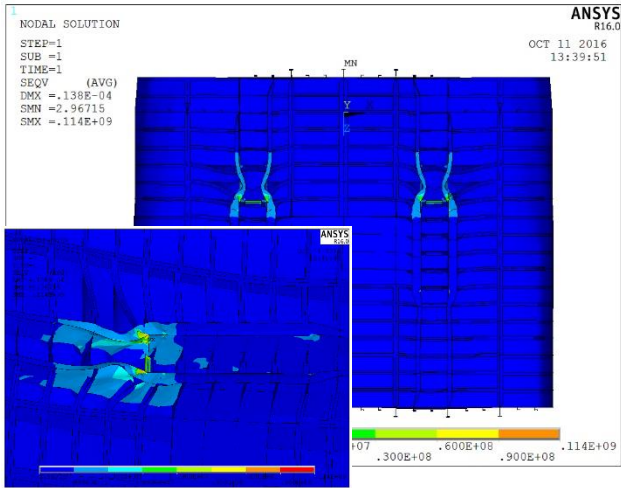 1
NODAL SOLUTION
STEP=1
SUB =1
TIME=1
SEQV (AVG)
DMX =.138E-04
SMN =2.96715
SMX =.114E+09
ANSYS
R16.0
OCT 11 2016
13:39:51
MN
Y
ANSYS
R16.0
+07
.300E+08
.600E+08
.900E+08
.114E+09